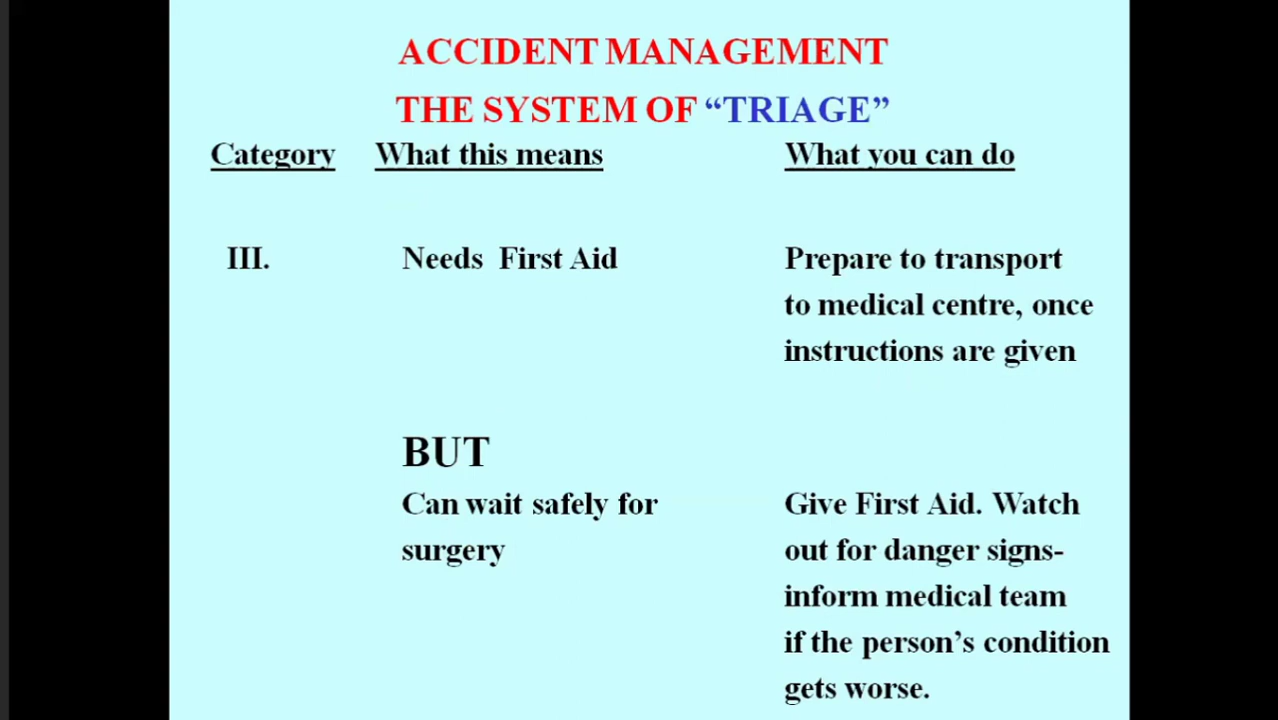 ACCIDENT MANAGEMENT
THE SYSTEM OF “TRIAGE”
Category What this means What you can do
III. Needs First Aid Prepare to transport
to medical centre, once
instructions are given
BUT
Can wait safely for Give First Aid. Watch
surgery out for danger signs-
inform medical team
if the person’s condition
gets worse.